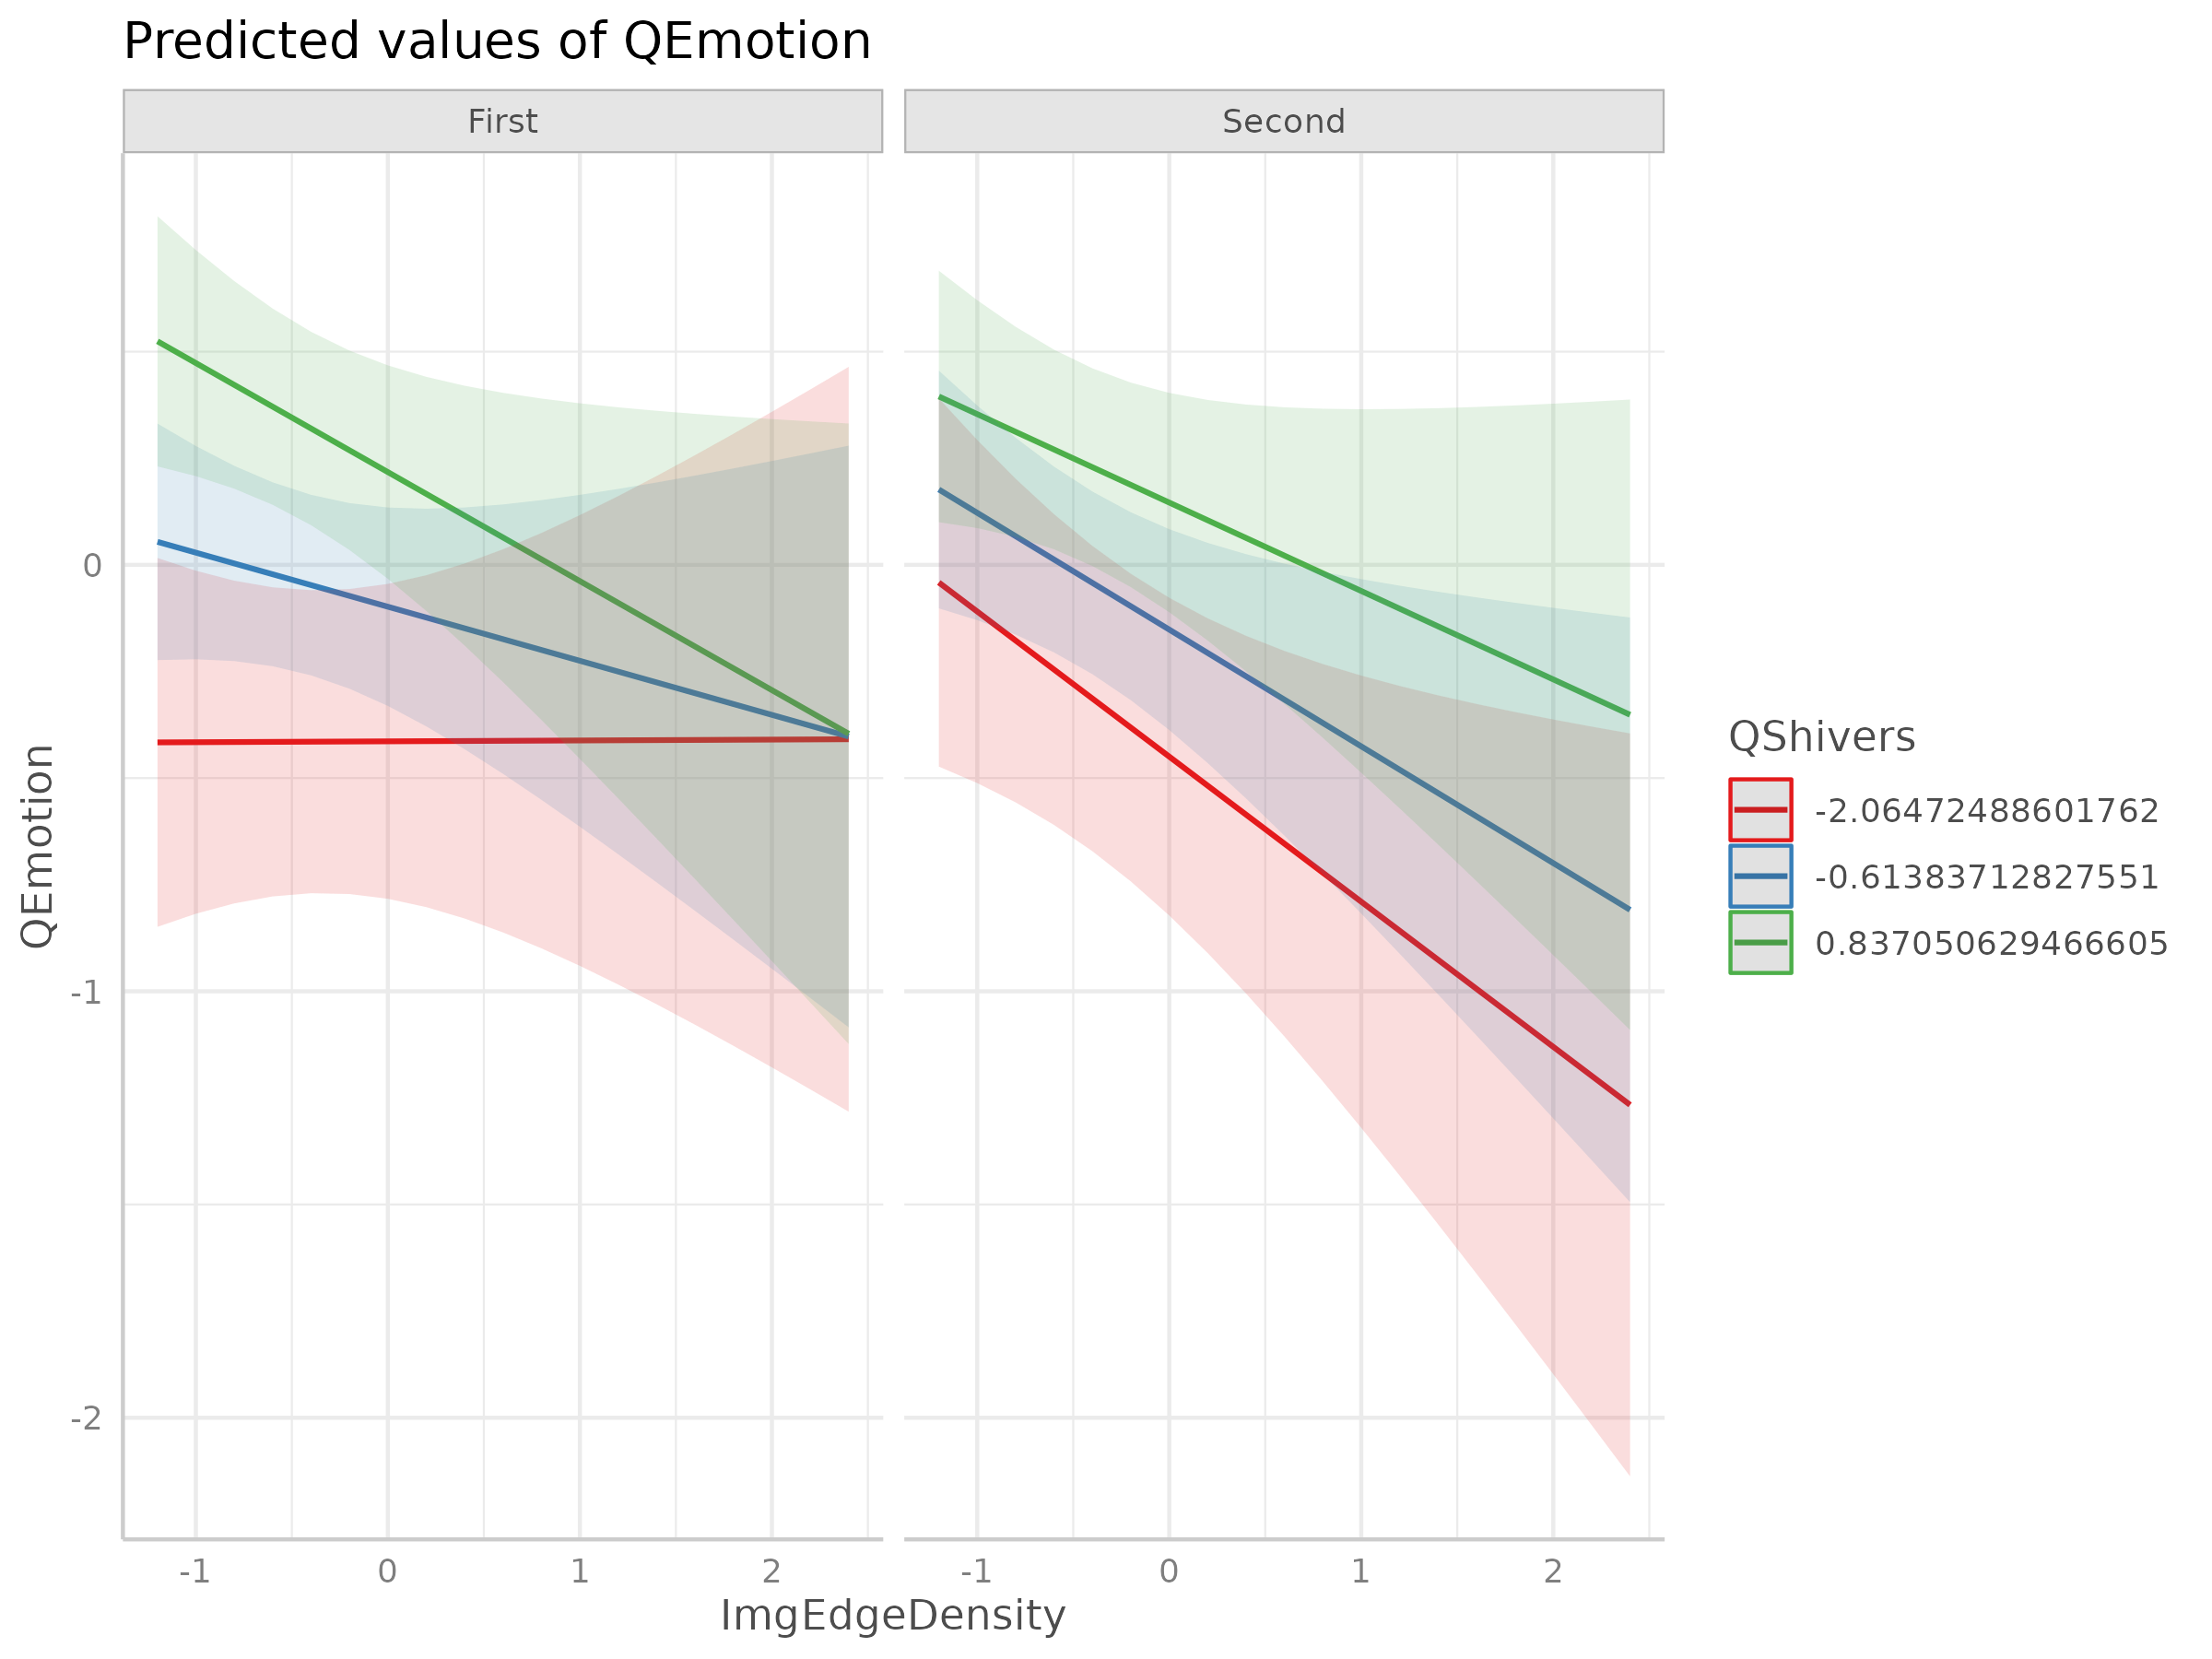 Predicted values of QEmotion
First
Second
QEmotion
0
-1
-2
-1 0 1 2
-1 0 1 2
ImgEdgeDensity
QShivers
-2.06472488601762
-0.61383712827551
0.837050629466605